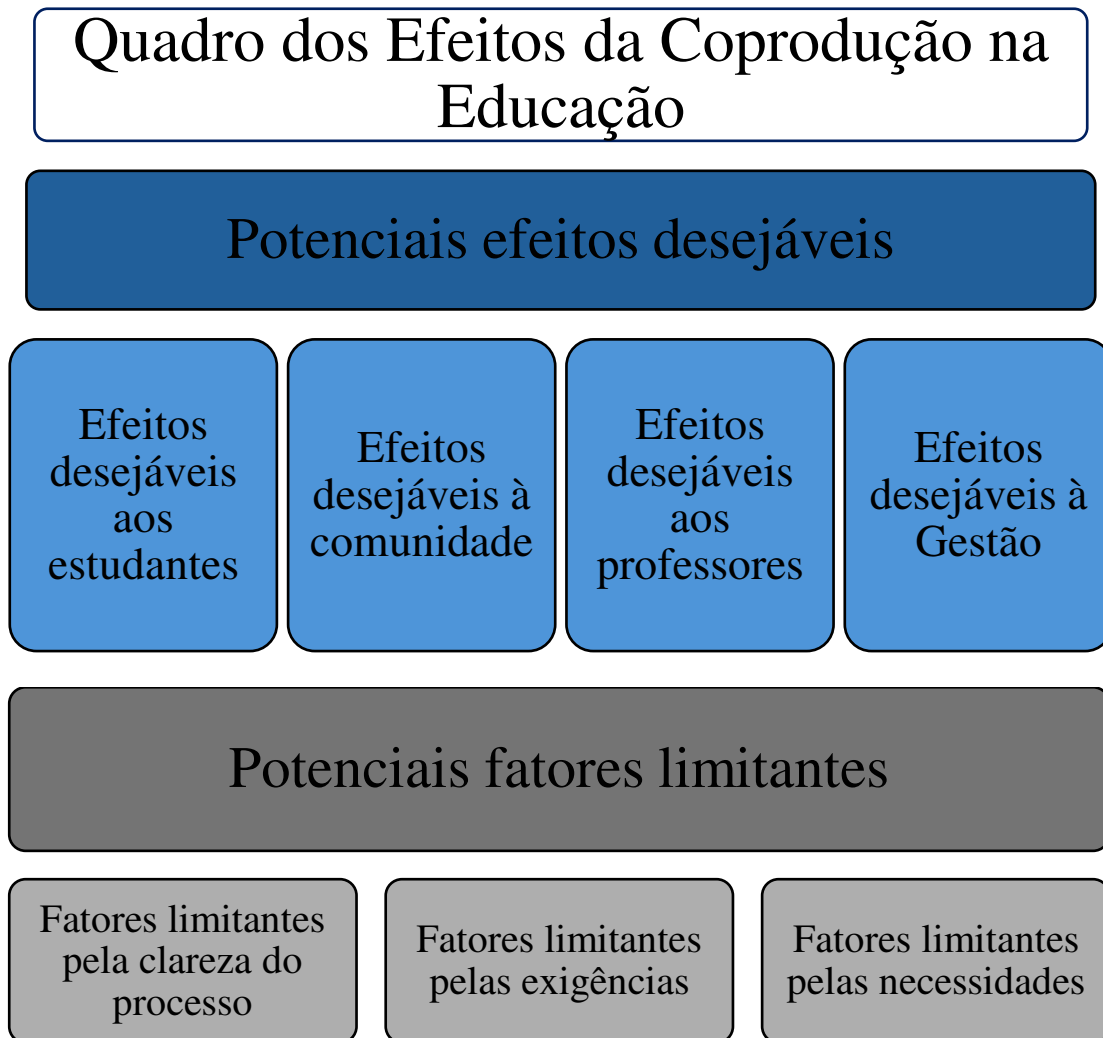 Quadro dos Efeitos da Coprodução na
Educação
Potenciais efeitos desejáveis
Efeitos
desejáveis
aos
estudantes
Efeitos
desejáveis à
comunidade
Efeitos
desejáveis
aos
professores
Efeitos
desejáveis à
Gestão
Potenciais fatores limitantes
Fatores limitantes
pela clareza do
processo
Fatores limitantes
pelas exigências
Fatores limitantes
pelas necessidades